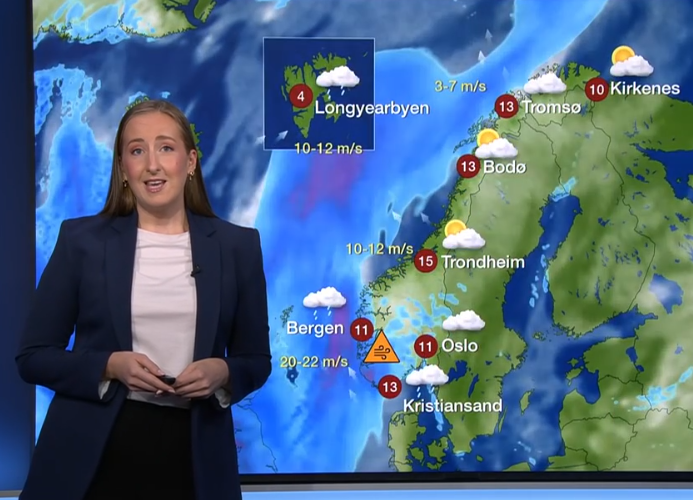 3-7 m/s
10 Kirkenes
13 Tromsø
4 Longyearbyen
10-12 m/s
13 Bodø
10-12 m/s
15 Trondheim
Bergen 11
11 Oslo
20-22 m/s
13
Kristiansand